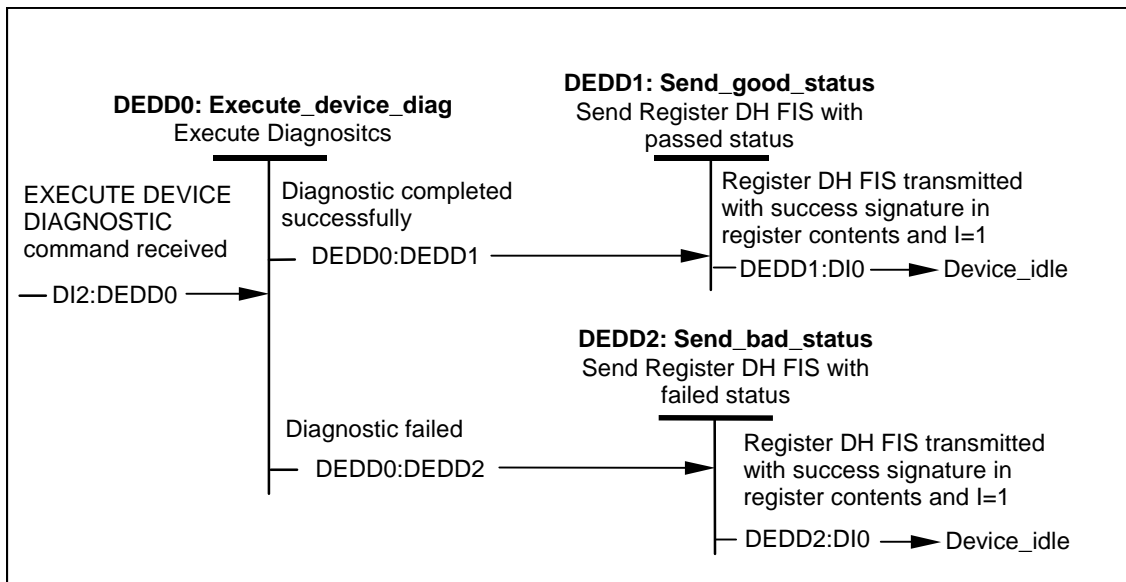 DEDD0: Execute_device_diag
Execute Diagnositcs
EXECUTE DEVICE
DIAGNOSTIC
command received
DI2:DEDD0
Diagnostic completed
successfully
DEDD0:DEDD1
Diagnostic failed
DEDD0:DEDD2
DEDD1: Send_good_status
Send Register DH FIS with
passed status
Register DH FIS transmitted
with success signature in
register contents and I=1
DEDD1:DI0
Device_idle
DEDD2: Send_bad_status
Send Register DH FIS with
failed status
Register DH FIS transmitted
with success signature in
register contents and I=1
DEDD2:DI0
Device_idle